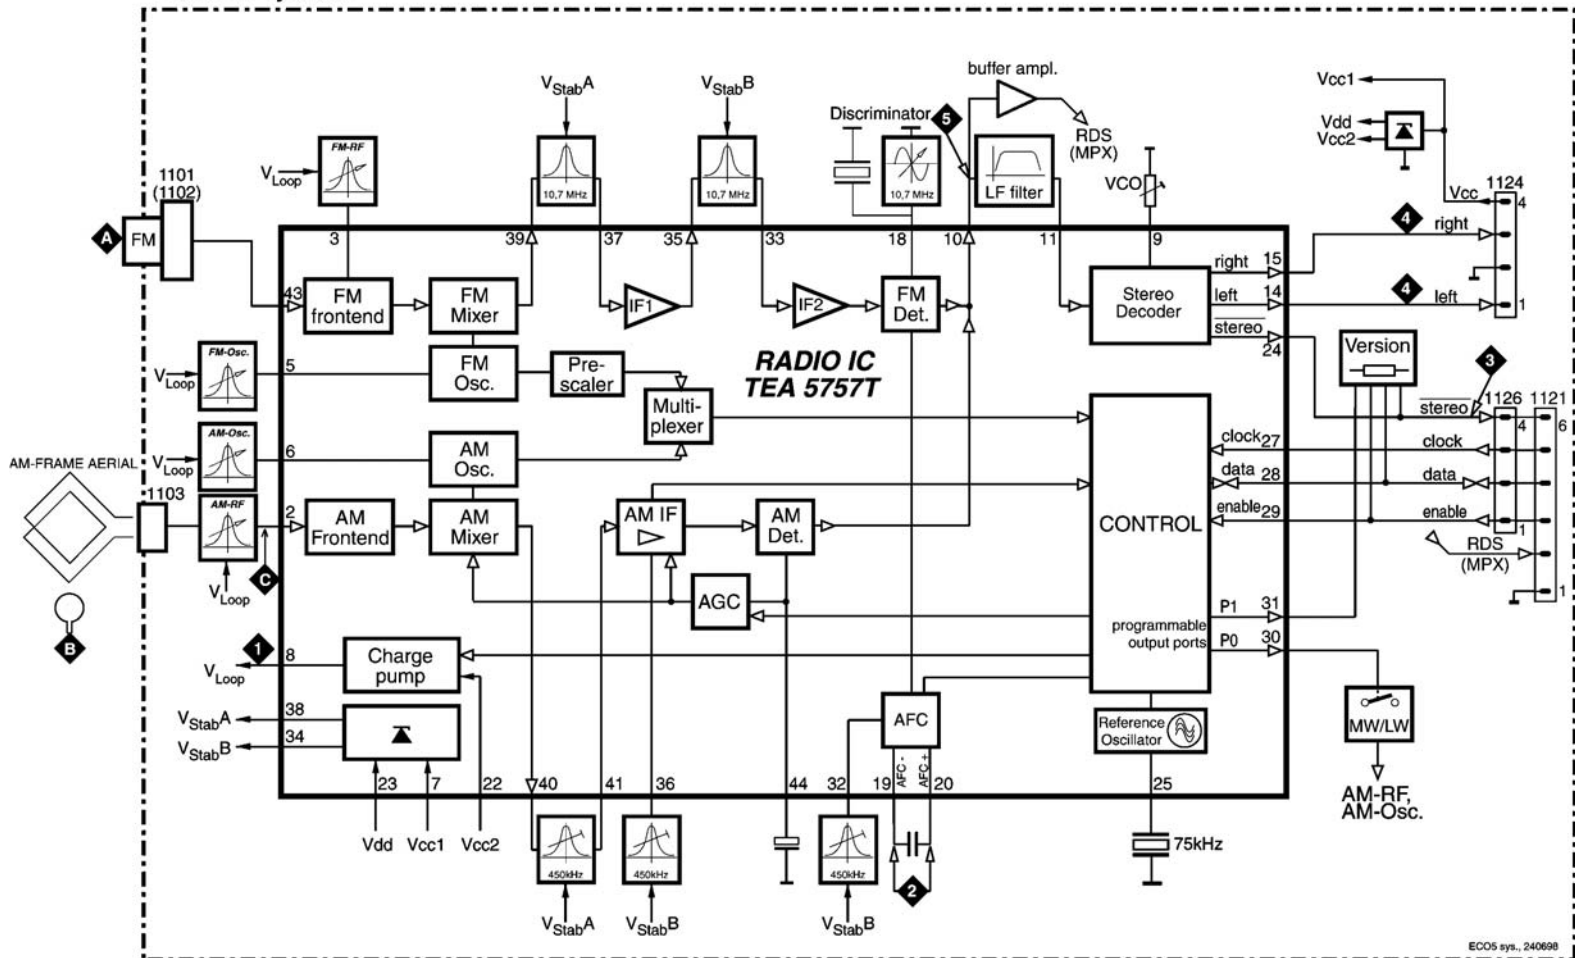 buffer ampl.
Vcc1
VStabA
VStabB
Discriminator
5
Vdd
Vcc2
RDS
(MPX)
FM-RF
VLoop
1101
(1102)
10,7 MHz
10,7 MHz
10,7 MHz
LF filter
VCO
Vcc
1124
4
4
right
A
FM
3
39
37
35
33
18
10
11
9
right
15
43
FM
frontend
FM
Mixer
IF1
IF2
FM
Det.
Stereo
Decoder
left
14
4
left
1
stereo
24
FM-Osc.
VLoop
5
FM
Osc.
Pre-
scaler
RADIO IC
TEA 5757T
Version
3
Multi-
plexer
stereo
1126
1121
4
6
AM-Osc.
VLoop
6
AM
Osc.
clock
27
clock
AM-FRAME AERIAL
1103
data
28
data
AM-RF
2
AM
Frontend
AM
Mixer
AM IF
AM
Det.
CONTROL
enable
29
enable
1
RDS
(MPX)
VLoop
C
AGC
1
B
programmable
output ports
P1
31
P0
30
1
8
VLoop
Charge
pump
38
VStabA
34
VStabB
AFC
Reference
Oscillator
MW/LW
AFC -
AFC +
23
7
22
40
41
36
44
32
19
20
25
AM-RF,
AM-Osc.
Vdd
Vcc1
Vcc2
450kHz
450kHz
450kHz
75kHz
2
VStabA
VStabB
VStabB
ECO5 sys., 240698